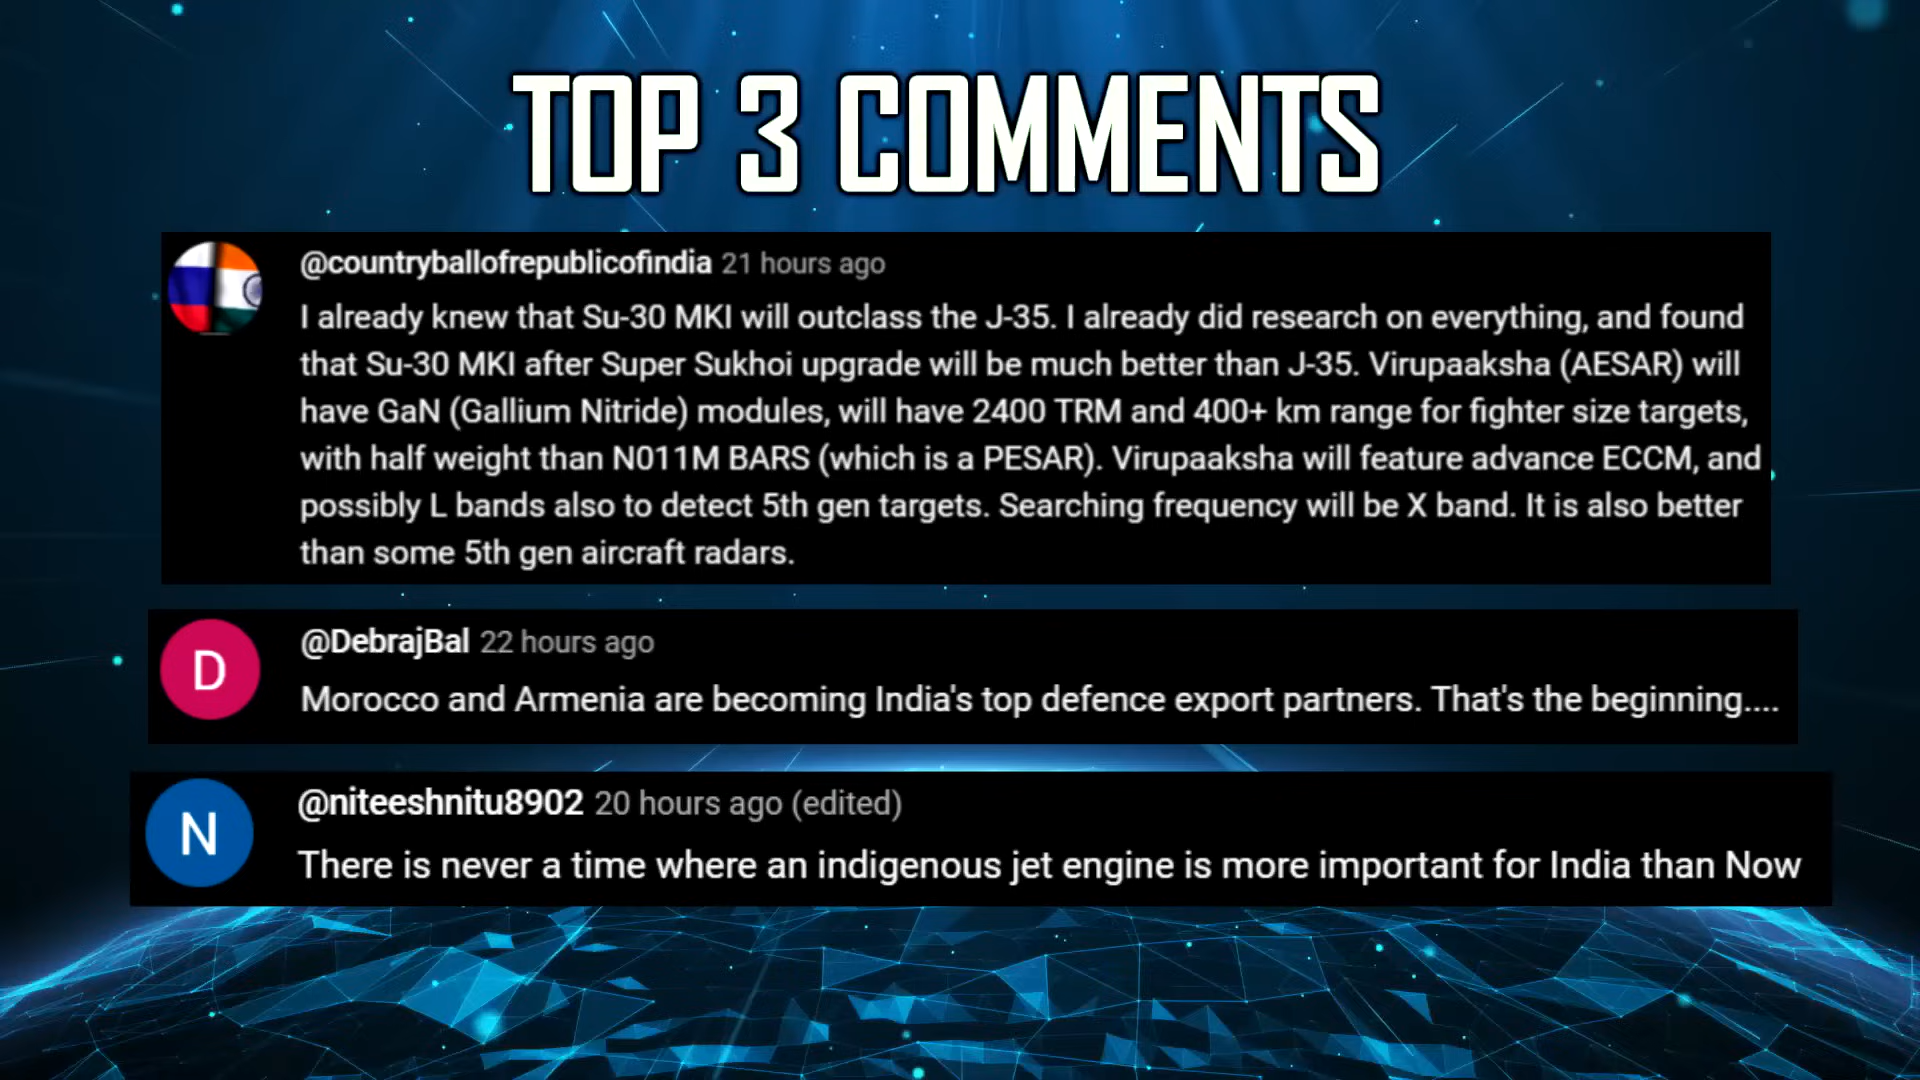 TOP 3 COMMENTS
@countryballofrepublicofindia 21 hours ago
I already knew that Su-30 MKI will outclass the J-35. I already did research on everything, and found
that Su-30 MKI after Super Sukhoi upgrade will be much better than J-35. Virupaaksha (AESAR) will
have GaN (Gallium Nitride) modules, will have 2400 TRM and 400+ km range for fighter size targets,
with half weight than N011M BARS (which is a PESAR). Virupaaksha will feature advance ECCM, and
possibly L bands also to detect 5th gen targets. Searching frequency will be X band. It is also better
than some 5th gen aircraft radars.
D
@DebrajBal 22 hours ago
Morocco and Armenia are becoming India's top defence export partners. That's the beginning....
N
@niteeshnitu8902 20 hours ago (edited)
There is never a time where an indigenous jet engine is more important for India than Now